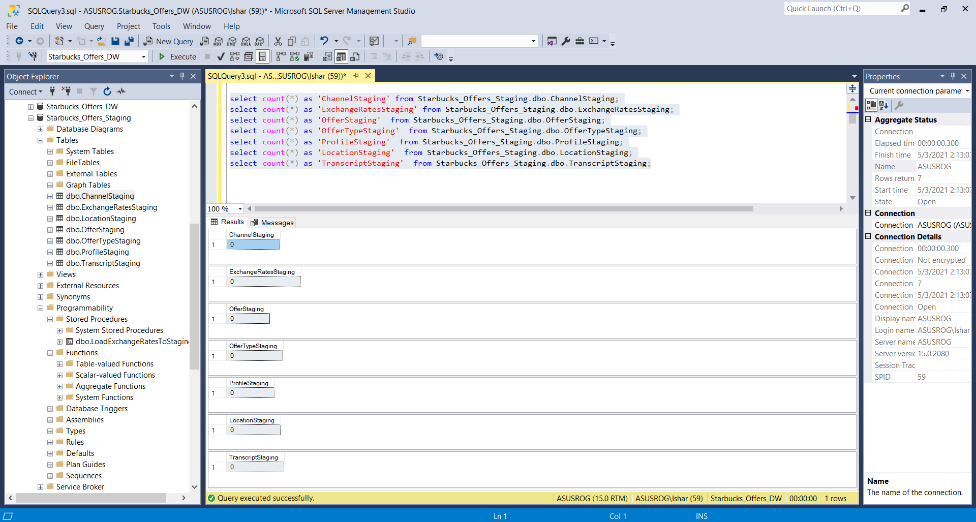 SQLQuery3.sql - ASUSROG.Starbucks_Offers_DW (ASUSROG\Ishar (59))* - Microsoft SQL Server Management Studio
Quick Launch (Ctrl+Q)
File Edit View Query Project Tools Window Help
New Query
Starbucks_Offers_DW
Execute
Object Explorer
Connect
Starbucks_Offers_DW
Starbucks_Offers_Staging
Database Diagrams
Tables
System Tables
FileTables
External Tables
Graph Tables
dbo.ChannelStaging
dbo.ExchangeRatesStaging
dbo.LocationStaging
dbo.OfferStaging
dbo.OfferTypeStaging
dbo.ProfileStaging
dbo.TranscriptStaging
Views
External Resources
Synonyms
Programmability
Stored Procedures
System Stored Procedures
dbo.LoadExchangeRatesToStagin
Functions
Table-valued Functions
Scalar-valued Functions
Aggregate Functions
System Functions
Database Triggers
Assemblies
Types
Rules
Defaults
Plan Guides
Sequences
Service Broker
SQLQuery3.sql - AS...SUSROG\Ishar (59))*
select count(*) as 'ChannelStaging' from Starbucks_Offers_Staging.dbo.ChannelStaging;
select count(*) as 'ExchangeRatesStaging' from Starbucks_Offers_Staging.dbo.ExchangeRatesStaging;
select count(*) as 'OfferStaging' from Starbucks_Offers_Staging.dbo.OfferStaging;
select count(*) as 'OfferTypeStaging' from Starbucks_Offers_Staging.dbo.OfferTypeStaging;
select count(*) as 'ProfileStaging' from Starbucks_Offers_Staging.dbo.ProfileStaging;
select count(*) as 'LocationStaging' from Starbucks_Offers_Staging.dbo.LocationStaging;
select count(*) as 'TranscriptStaging' from Starbucks_Offers_Staging.dbo.TranscriptStaging;
100 %
Results Messages
ChannelStaging
1 0
ExchangeRatesStaging
1 0
OfferStaging
1 0
OfferTypeStaging
1 0
ProfileStaging
1 0
LocationStaging
1 0
TranscriptStaging
1 0
Query executed successfully. ASUSROG (15.0 RTM) ASUSROG\Ishar (59) Starbucks_Offers_DW 00:00:00 1 rows
Properties
Current connection parame
Aggregate Status
Connection
Elapsed tim 00:00:00.300
Finish time 5/3/2021 2:13:0
Name ASUSROG
Rows return 7
Start time 5/3/2021 2:13:0
State Open
Connection
Connection ASUSROG (ASU
Connection Details
Connection 00:00:00.300
Connection Not encrypted
Connection 5/3/2021 2:13:0
Connection 7
Connection 5/3/2021 2:13:0
Connection Open
Display nam ASUSROG
Login name ASUSROG\Ishar
Server name ASUSROG
Server versic 15.0.2080
Session Trac
SPID 59
Name
The name of the connection.
Ln 1 Col 1 INS